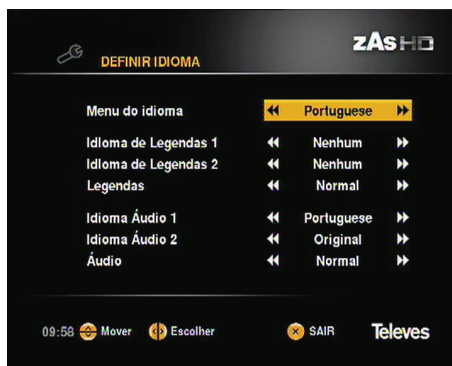 zAs HD
DEFINIR IDIOMA
Menu do idioma Portuguese
Idioma de Legendas 1 Nenhum
Idioma de Legendas 2 Nenhum
Legendas Normal
Idioma Áudio 1 Portuguese
Idioma Áudio 2 Original
Áudio Normal
09:58 Mover Escolher SAIR Televes